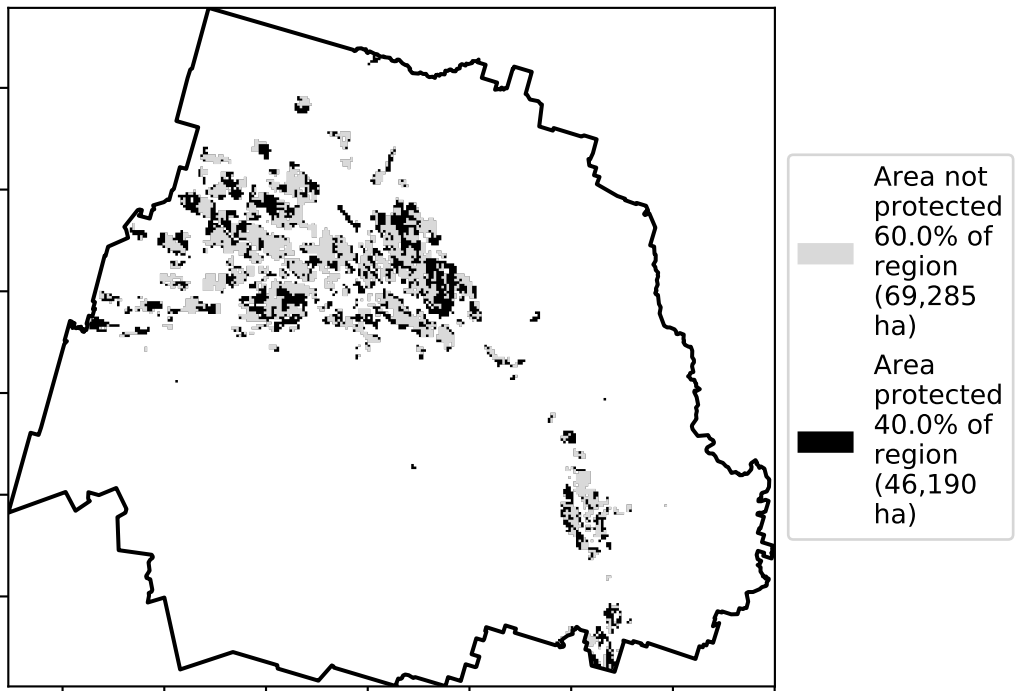 Area not
protected
60.0% of
region
(69,285
ha)
Area
protected
40.0% of
region
(46,190
ha)